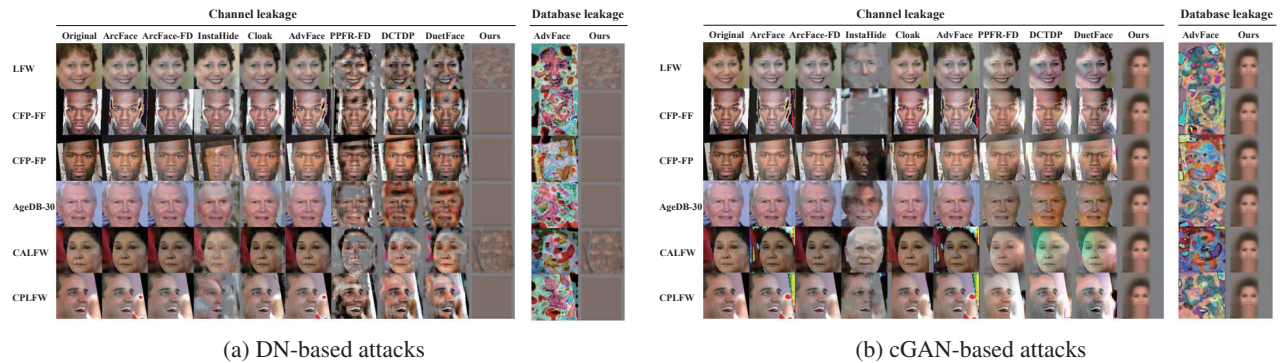 Channel leakage Database leakage
Original ArcFace ArcFace-FD InstaHide Cloak AdvFace PPFR-FD DCTDP DuetFace Ours AdvFace Ours
LFW
CFP-FF
CFP-FP
AgeDB-30
CALFW
CPLFW
(a) DN-based attacks
Channel leakage Database leakage
Original ArcFace ArcFace-FD InstaHide Cloak AdvFace PPFR-FD DCTDP DuetFace Ours AdvFace Ours
LFW
CFP-FF
CFP-FP
AgeDB-30
CALFW
CPLFW
(b) cGAN-based attacks